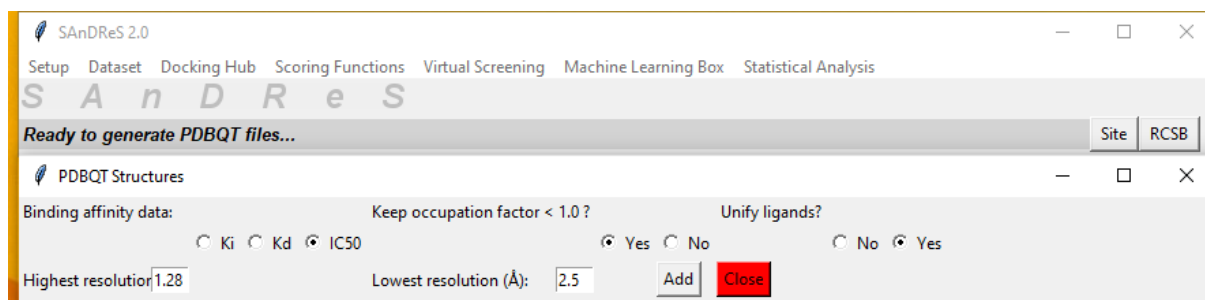 SAnDReS 2.0
Setup Dataset Docking Hub Scoring Functions Virtual Screening Machine Learning Box Statistical Analysis
S A n D R e S
Ready to generate PDBQT files... Site RCSB
PDBQT Structures
Binding affinity data: Keep occupation factor < 1.0 ? Unify ligands?
Ki Kd IC50 Yes No No Yes
Highest resolution 1.28 Lowest resolution (Å): 2.5 Add Close